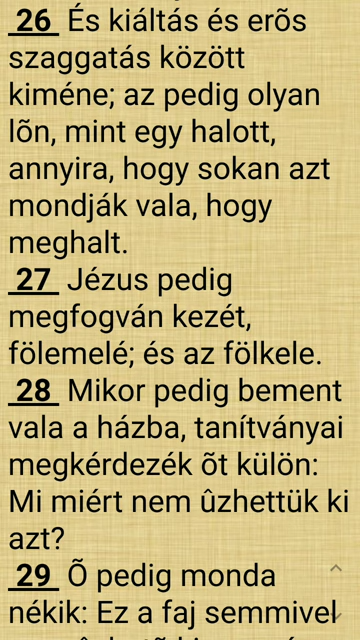 26 És kiáltás és erõs
szaggatás között
kiméne; az pedig olyan
lõn, mint egy halott,
annyira, hogy sokan azt
mondják vala, hogy
meghalt.
27 Jézus pedig
megfogván kezét,
fölemelé; és az fölkele.
28 Mikor pedig bement
vala a házba, tanítványai
megkérdezék õt külön:
Mi miért nem ûzhettük ki
azt?
29 Õ pedig monda
nékik: Ez a faj semmivel